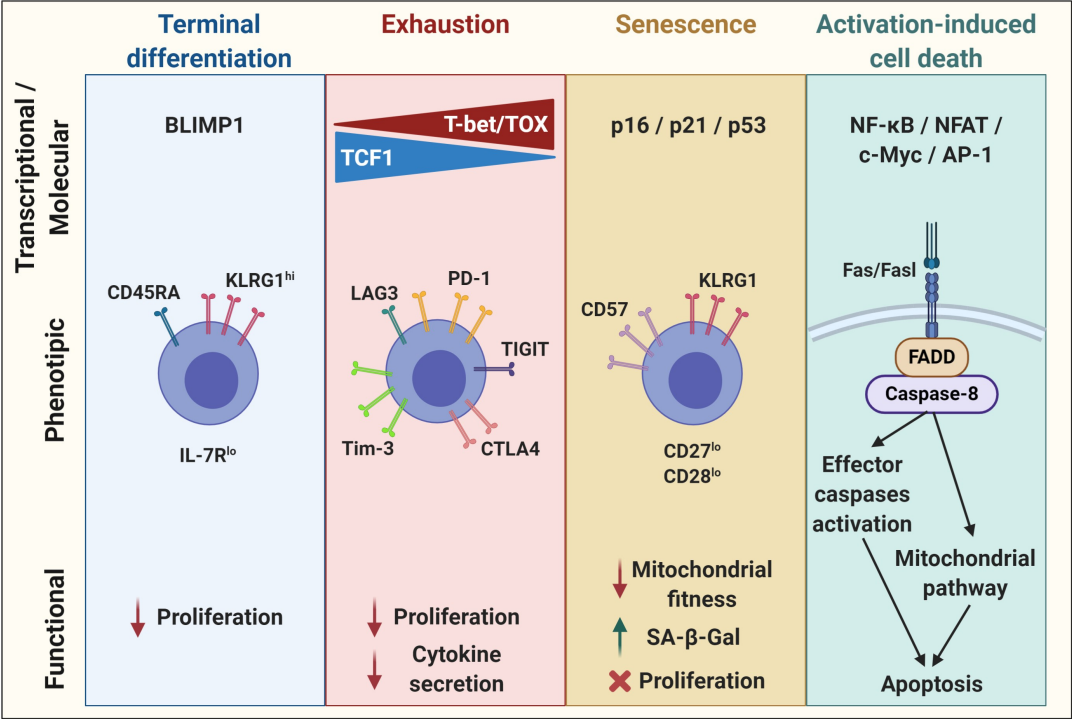 Terminal
differentiation
Exhaustion
Senescence
Activation-induced
cell death
Transcriptional /
Molecular
BLIMP1
T-bet/TOX
TCF1
p16 / p21 / p53
NF-κB / NFAT /
c-Myc / AP-1
Phenotipic
CD45RA
KLRG1hi
IL-7Rlo
LAG3
PD-1
TIGIT
Tim-3
CTLA4
CD57
KLRG1
CD27lo
CD28lo
Fas/Fasl
FADD
Caspase-8
Effector
caspases
activation
Mitochondrial
pathway
Apoptosis
Functional
Proliferation
Proliferation
Cytokine
secretion
Mitochondrial
fitness
SA-β-Gal
Proliferation